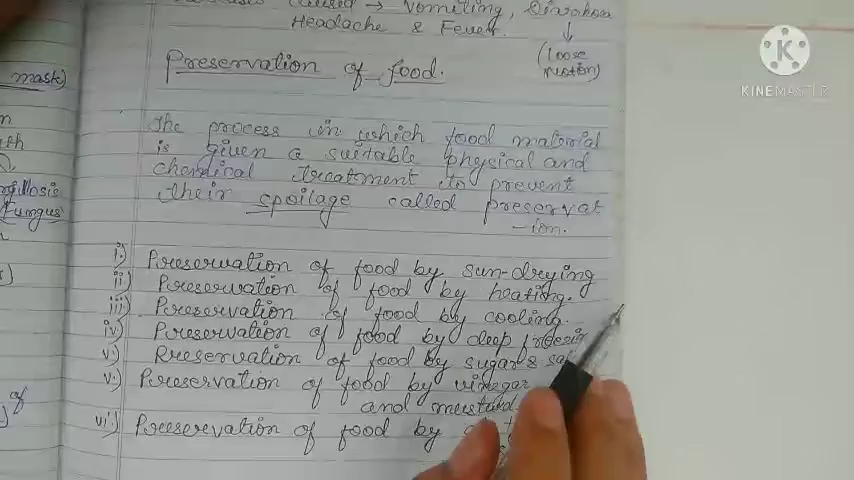 caused → Vomiting, Diarrhoea
Headache & Fever.
(Loose
Motion)
Preservation of food.
The process in which food material
is given a suitable physical and
chemical treatment to prevent
their spoilage called preservat
-ion.
i) Preservation of food by sun-drying
ii) Preservation of food by heating.
iii) Preservation of food by cooling.
iv) Preservation of food by deep
v) Preservation of food by sugar &
v) Preservation of food by vinegar
and mustard
vi) Preservation of food by
mask)
Fungus
of
K
KINEMASTER